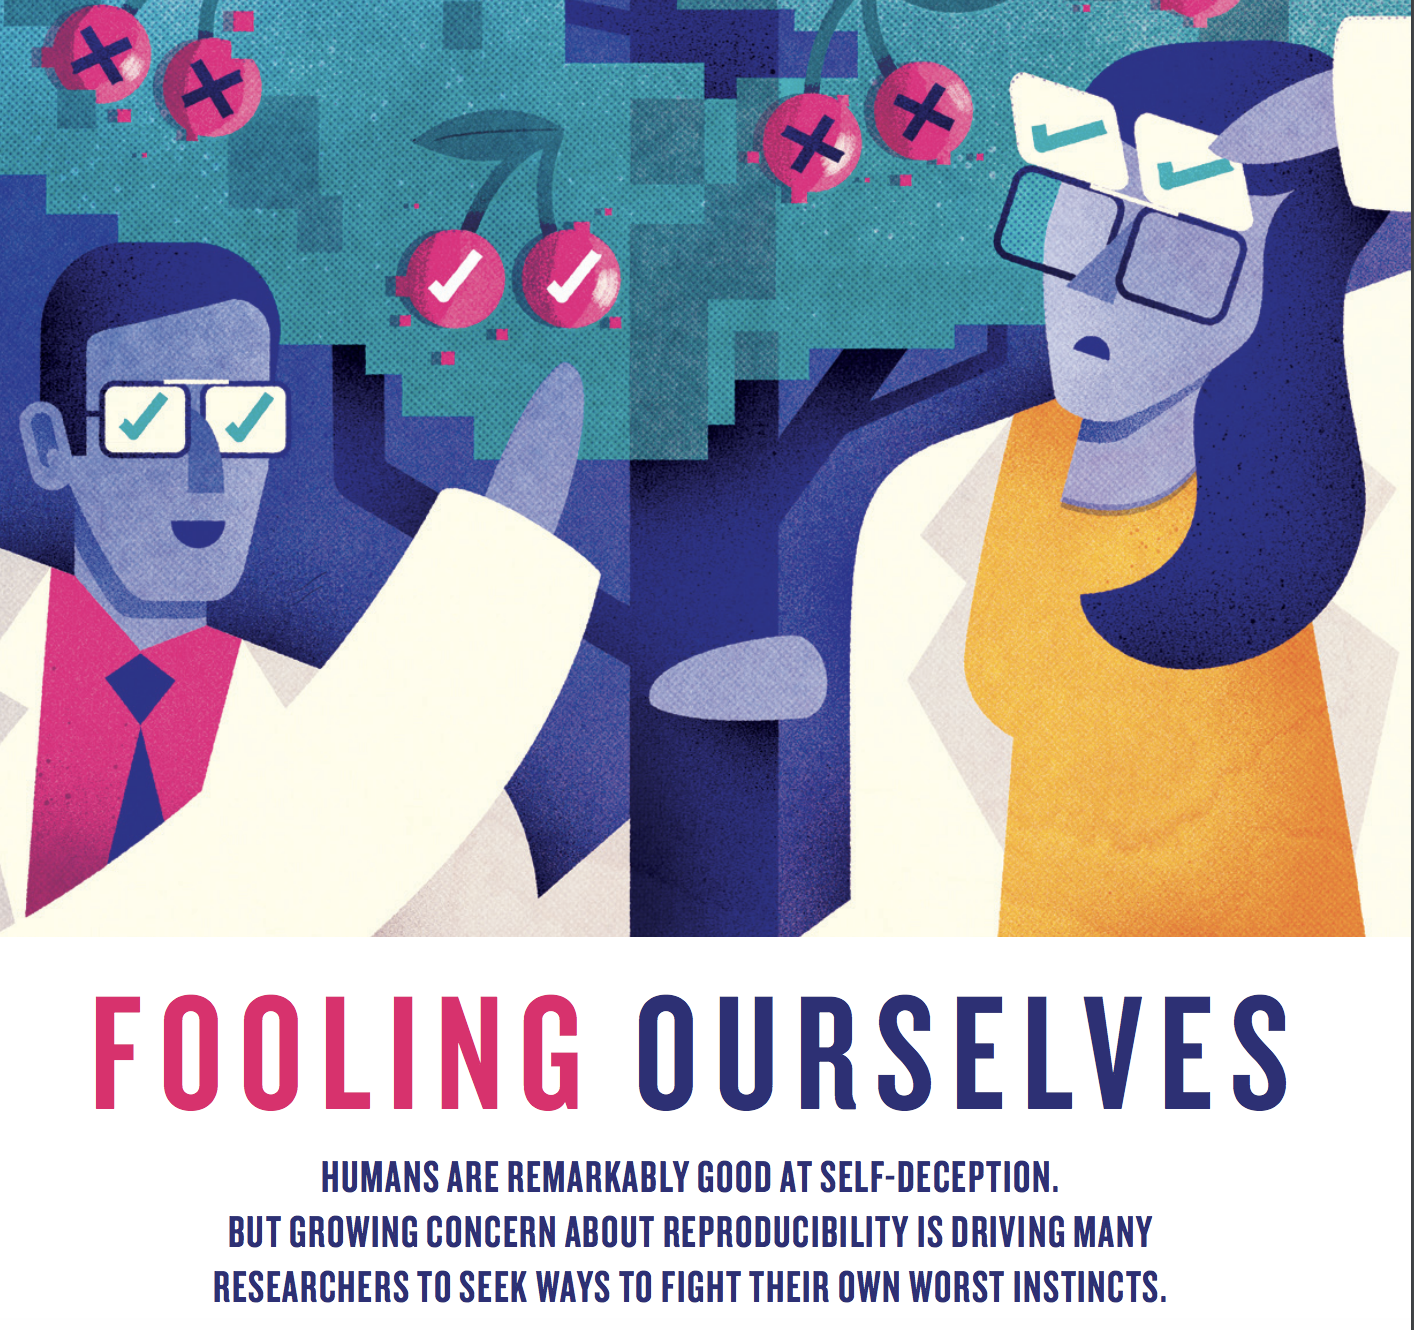 FOOLING OURSELVES
HUMANS ARE REMARKABLY GOOD AT SELF-DECEPTION.
BUT GROWING CONCERN ABOUT REPRODUCIBILITY IS DRIVING MANY
RESEARCHERS TO SEEK WAYS TO FIGHT THEIR OWN WORST INSTINCTS.